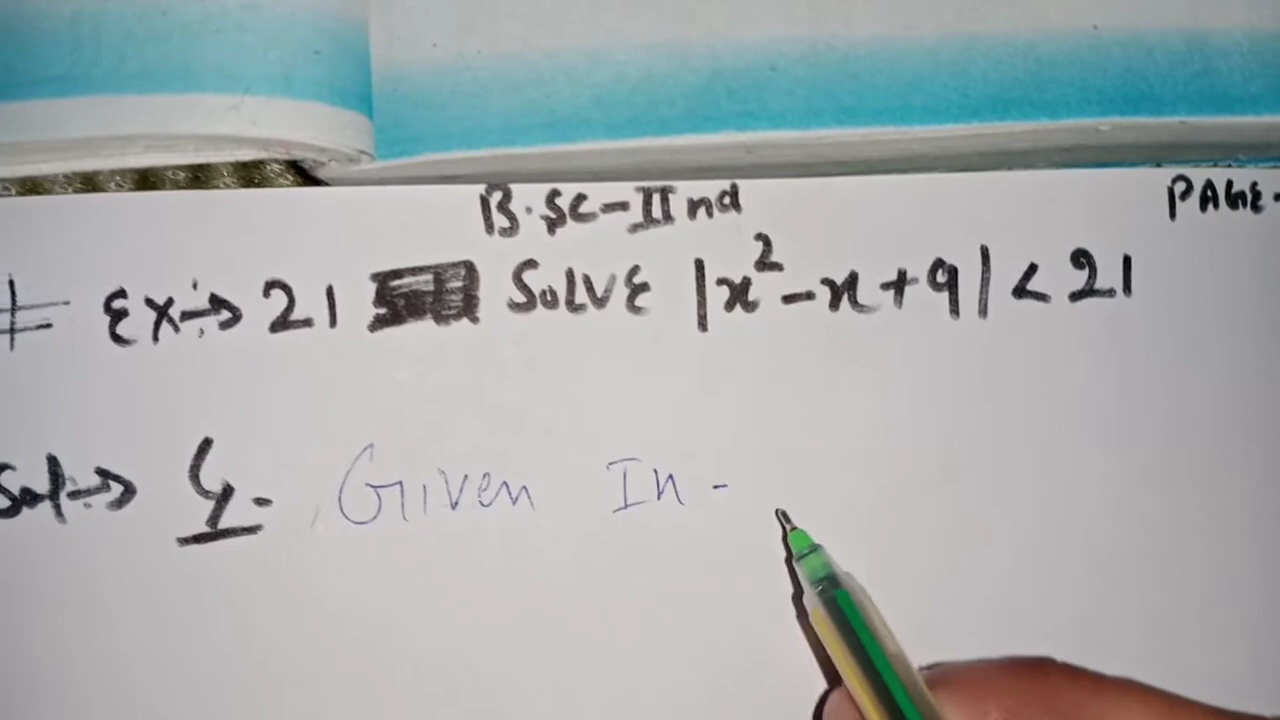 B.SC-IInd
PAGE-
# Ex:→ 21 SOLVE |x²-x+9| < 21
Sol:→ Given In-